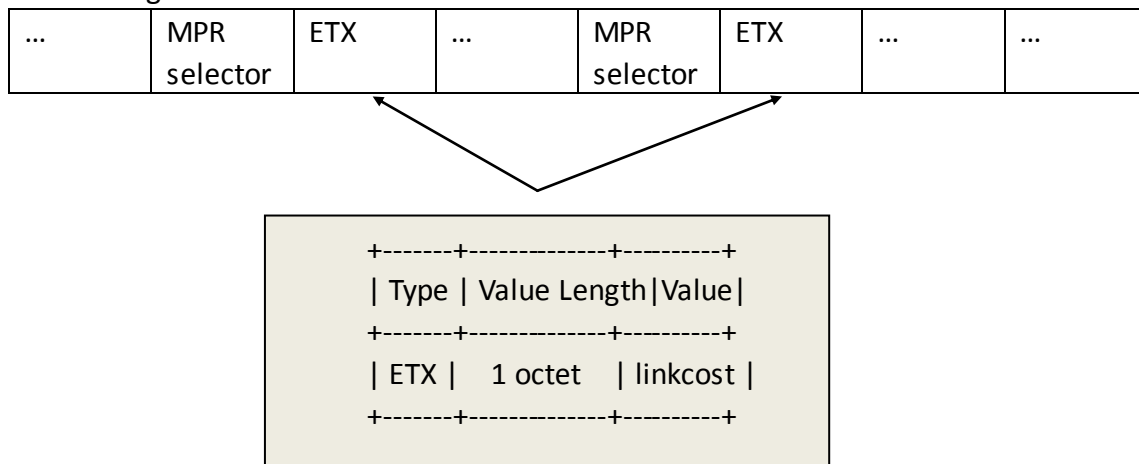 ... MPR selector ETX ... MPR selector ETX ... ...
+-------+--------------+----------+
| Type | Value Length|Value|
+-------+--------------+----------+
| ETX | 1 octet | linkcost |
+-------+--------------+----------+